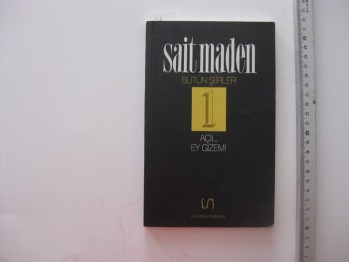 sait maden
BÜTÜN ŞİİRLER
1
AÇIL,
EY GİZEM!